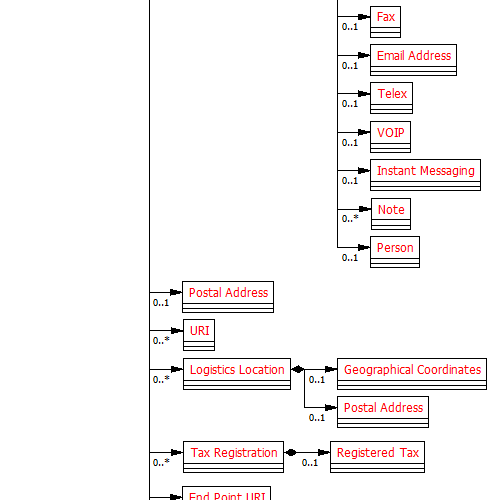 Fax
0..1
Email Address
0..1
Telex
0..1
VOIP
0..1
Instant Messaging
0..1
Note
0..*
Person
0..1
Postal Address
0..1
URI
0..*
Logistics Location
Geographical Coordinates
0..*
0..1
Postal Address
0..1
Tax Registration
Registered Tax
0..*
0..1
End Point URI